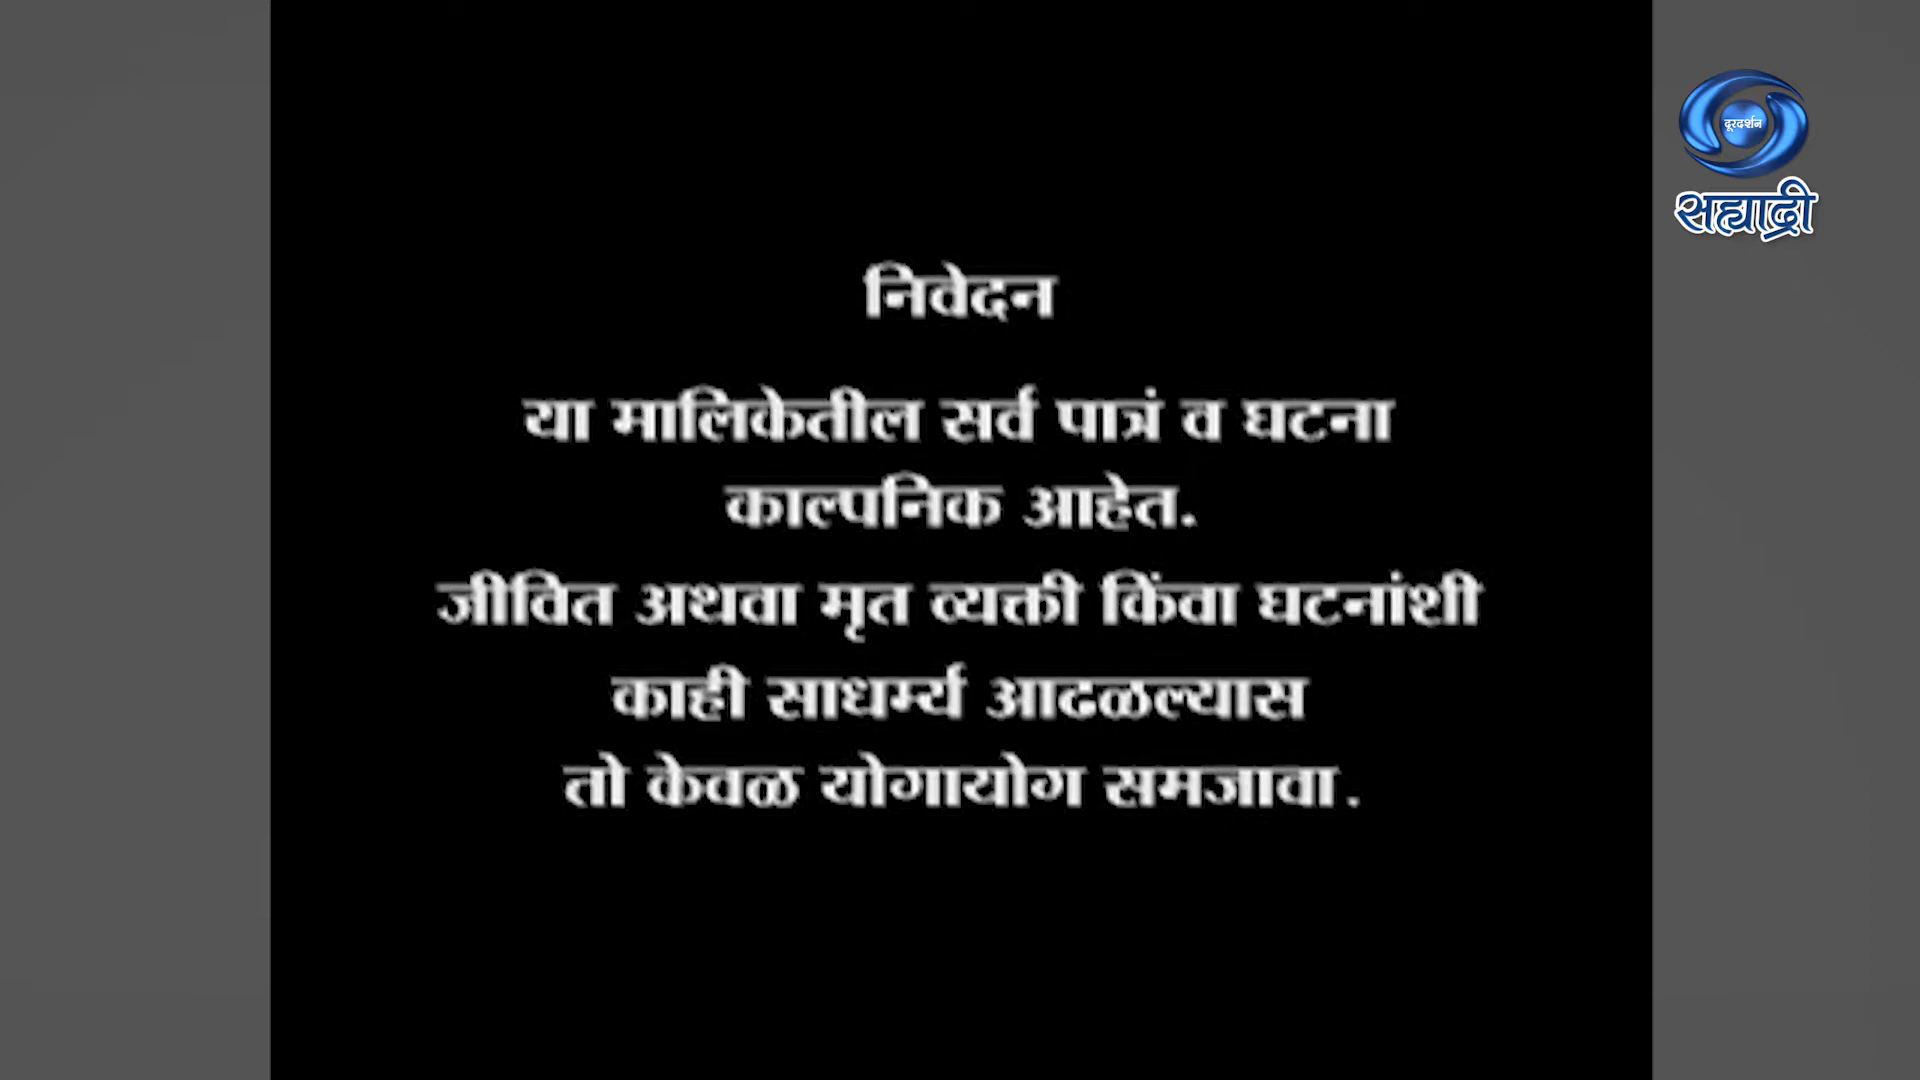 दूरदर्शन
सह्याद्री
निवेदन
या मालिकेतील सर्व पात्रं व घटना
काल्पनिक आहेत.
जीवित अथवा मृत व्यक्ती किंवा घटनांशी
काही साधर्म्य आढळल्यास
तो केवळ योगायोग समजावा.